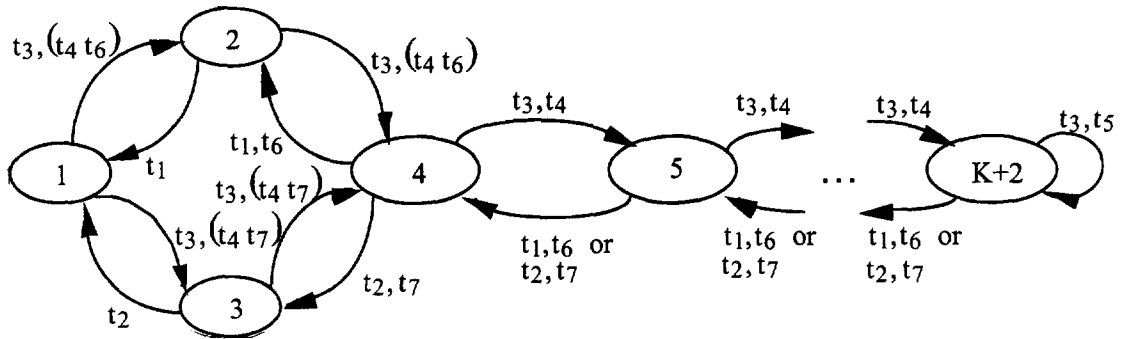 t3,(t4 t6)
2
t3,(t4 t6)
t1
t1,t6
1
4
t3,t4
5
t3,t4
...
t3,t4
K+2
t3,t5
t3,(t4 t7)
t3,(t4 t7)
t2
3
t2,t7
t1,t6 or
t2,t7
t1,t6 or
t2,t7
t1,t6 or
t2,t7